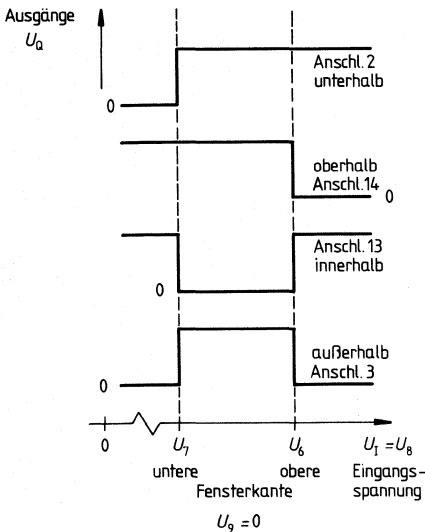 Ausgänge
U_Q
Anschl.2
unterhalb
0
oberhalb
Anschl.14
0
Anschl.13
innerhalb
0
außerhalb
Anschl.3
0
0 U_7 U_6 U_I = U_8
untere obere Eingangs-
Fensterkante spannung
U_9 = 0